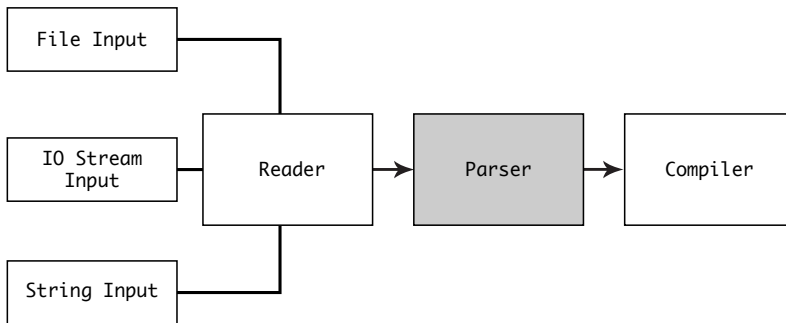 File Input
IO Stream
Input
Reader
Parser
Compiler
String Input